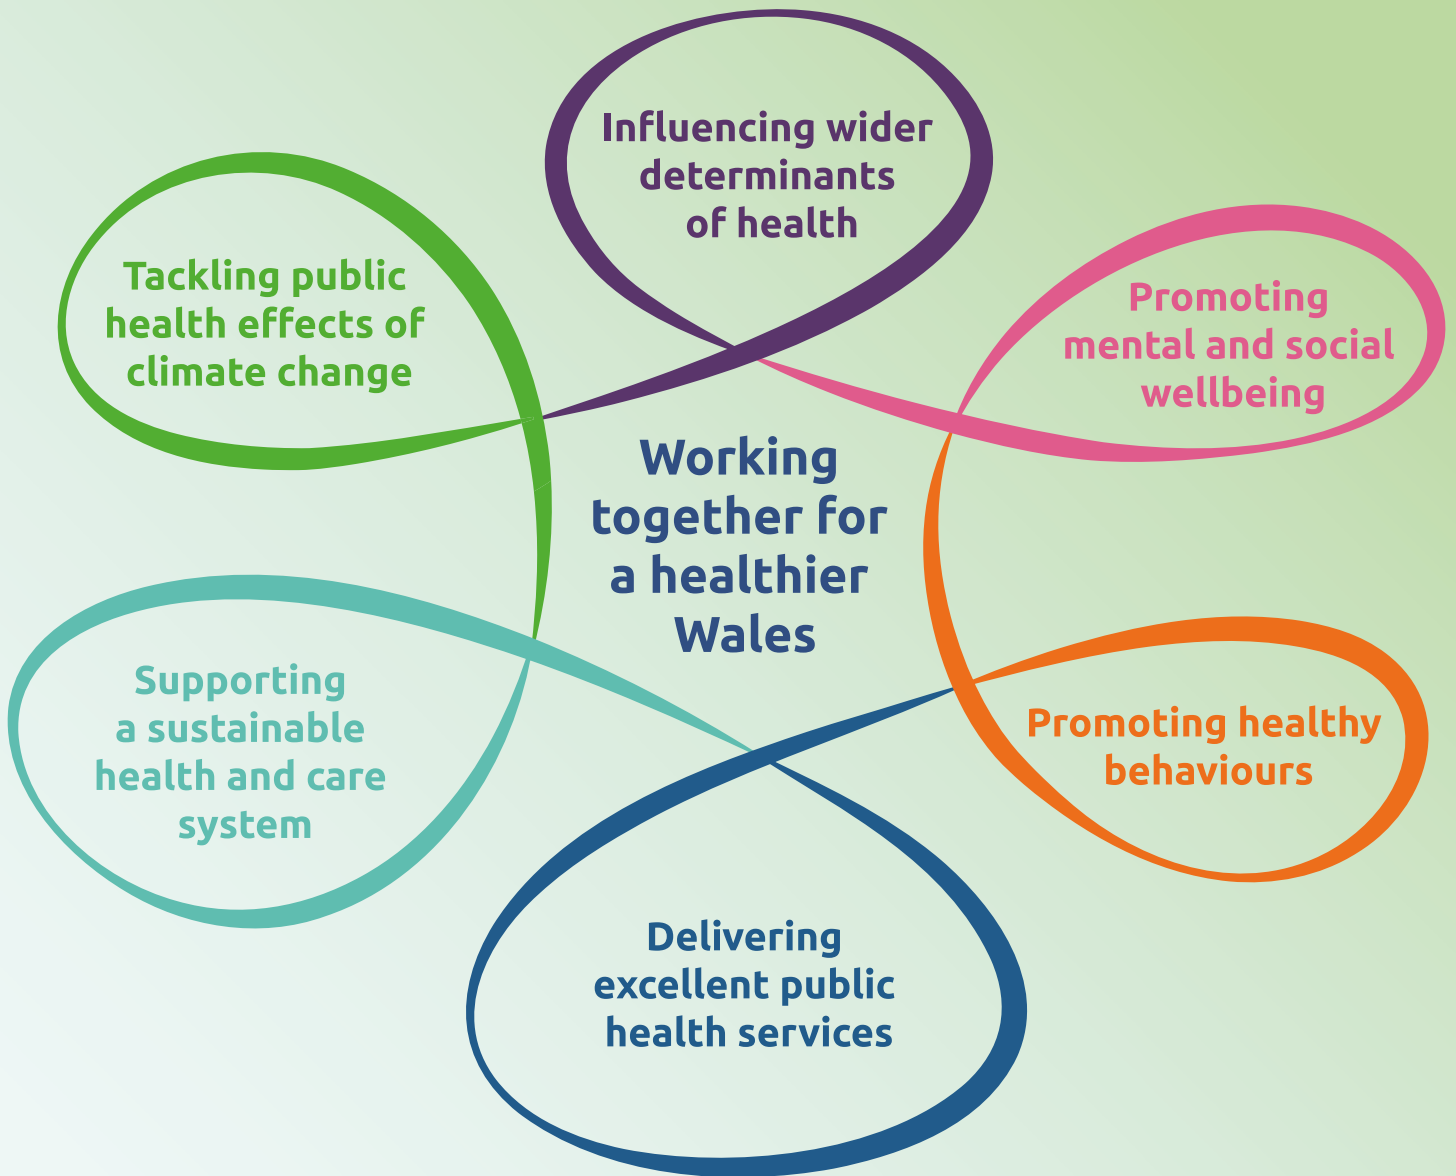 Influencing wider
determinants
of health
Promoting
mental and social
wellbeing
Promoting healthy
behaviours
Delivering
excellent public
health services
Supporting
a sustainable
health and care
system
Tackling public
health effects of
climate change
Working
together for
a healthier
Wales